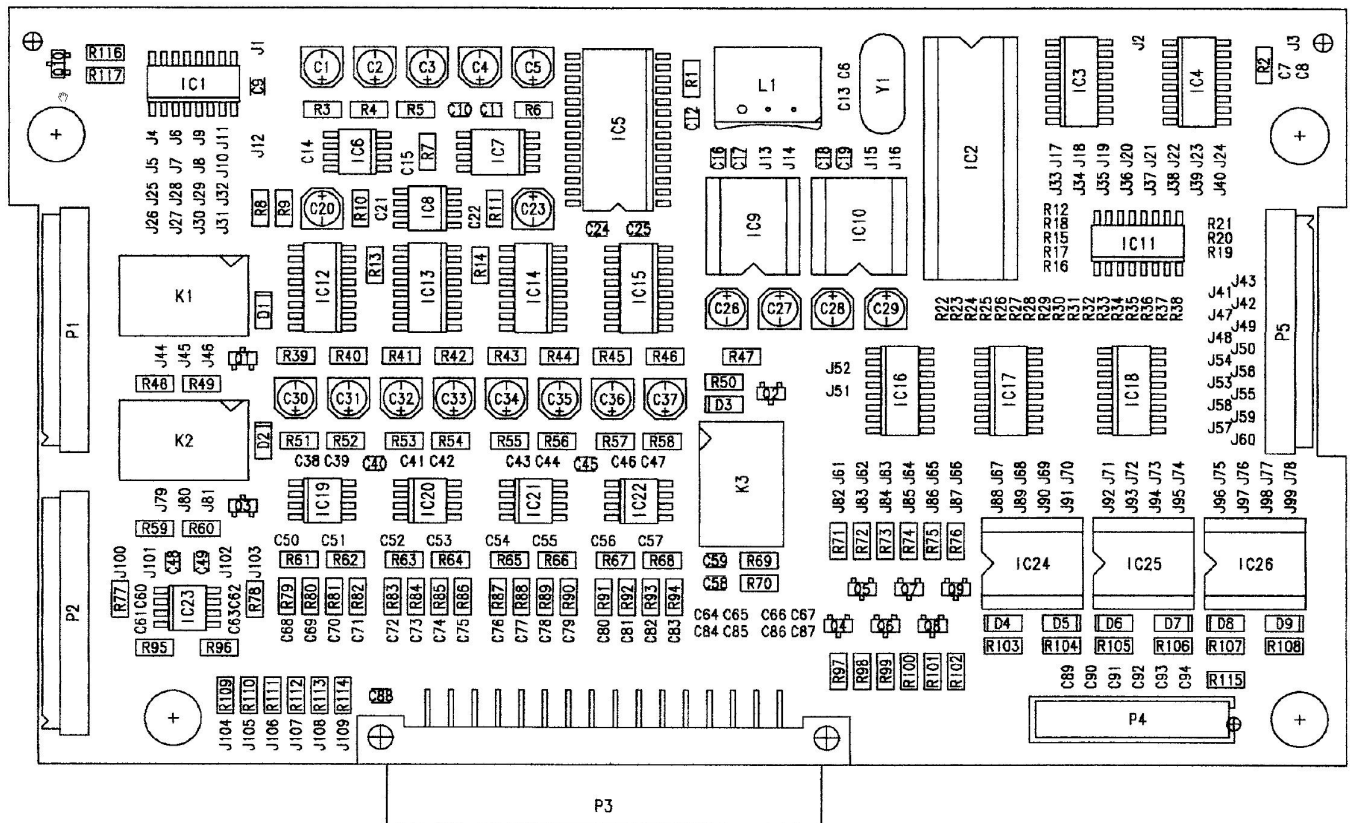 Q10 R116 R117 IC1 J1 C9 C1 C2 C3 C4 C5 IC5 R1 L1 C13 C6 Y1 IC2 IC3 J2 IC4 R2 J3 C7 C8
R3 R4 R5 C10 C11 R6 C12
J4 J6 J9 J11 J12 C14 IC6 C15 R7 IC7
J5 J7 J8 J10 C16 C17 J13 J14 C18 C19 J15 J16 J17 J18 J19 J20 J21 J22 J23 J24
J25 J28 J29 J32 J33 J34 J35 J36 J37 J38 J39 J40
J26 J27 J30 J31 R8 R9 C20 R10 C21 IC8 C22 R11 C23 C24 C25 IC9 IC10
R12 R18 R15 R17 R16 IC11 R21 R20 R19
K1 D1 IC12 R13 IC13 R14 IC14 IC15 C26 C27 C28 C29
R22 R23 R24 R25 R26 R27 R28 R29 R30 R31 R32 R33 R34 R35 R36 R37 R38
J43 J41 J42 J47 J49 J48 J50 J54 J56 J53 J55 J58 J59 J57 J60
P1 P5
J44 J45 J46 Q1 R39 R40 R41 R42 R43 R44 R45 R46 R47
R48 R49 R50 D3 Q2 J52 J51 IC16 IC17 IC18
K2 D2 C30 C31 C32 C33 C34 C35 C36 C37
R51 R52 R53 R54 R55 R56 R57 R58
C38 C39 C40 C41 C42 C43 C44 C45 C46 C47 K3
J79 J80 J81 Q3 IC19 IC20 IC21 IC22
J61 J62 J63 J64 J65 J66 J67 J68 J69 J70 J71 J72 J73 J74 J75 J76 J77 J78
J82 J83 J84 J85 J86 J87 J88 J89 J90 J91 J92 J93 J94 J95 J96 J97 J98 J99
R59 R60 C50 C51 C52 C53 C54 C55 C56 C57 R71 R72 R73 R74 R75 R76
J100 J101 C48 C49 J102 J103 R61 R62 R63 R64 R65 R66 R67 R68 C59 R69 IC24 IC25 IC26
P2 R77 C61 C60 IC23 C63 C62 R78 R79 R80 R81 R82 R83 R84 R85 R86 R87 R88 R89 R90 R91 R92 R93 R94 C58 R70 Q5 Q7 Q9
C68 C69 C70 C71 C72 C73 C74 C75 C76 C77 C78 C79 C80 C81 C82 C83 C64 C65 C66 C67
C84 C85 C86 C87 Q4 Q6 Q8 D4 D5 D6 D7 D8 D9
R95 R96 R103 R104 R105 R106 R107 R108
R97 R98 R99 R100 R101 R102 C89 C90 C91 C92 C93 C94 R115
R109 R110 R111 R112 R113 R114 C88
J104 J105 J106 J107 J108 J109 P4
P3